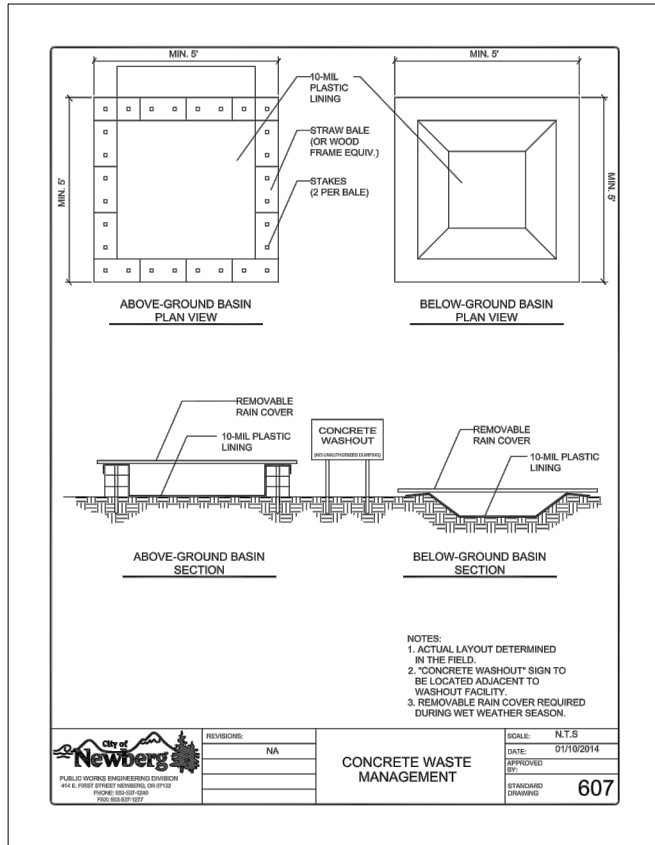 MIN. 5'
MIN. 5'
10-MIL
PLASTIC
LINING
STRAW BALE
(OR WOOD
FRAME EQUIV.)
STAKES
(2 PER BALE)
MIN. 5'
MIN. 5'
ABOVE-GROUND BASIN
PLAN VIEW
BELOW-GROUND BASIN
PLAN VIEW
REMOVABLE
RAIN COVER
10-MIL PLASTIC
LINING
CONCRETE
WASHOUT
(NO UNAUTHORIZED DUMPING)
REMOVABLE
RAIN COVER
10-MIL PLASTIC
LINING
ABOVE-GROUND BASIN
SECTION
BELOW-GROUND BASIN
SECTION
NOTES:
1. ACTUAL LAYOUT DETERMINED
IN THE FIELD.
2. "CONCRETE WASHOUT" SIGN TO
BE LOCATED ADJACENT TO
WASHOUT FACILITY.
3. REMOVABLE RAIN COVER REQUIRED
DURING WET WEATHER SEASON.
City of
Newberg
PUBLIC WORKS ENGINEERING DIVISION
414 E. FIRST STREET NEWBERG, OR 97132
PHONE: 503-537-1240
FAX: 503-537-1277
REVISIONS:
NA
CONCRETE WASTE
MANAGEMENT
SCALE: N.T.S
DATE: 01/10/2014
APPROVED
BY:
STANDARD
DRAWING 607